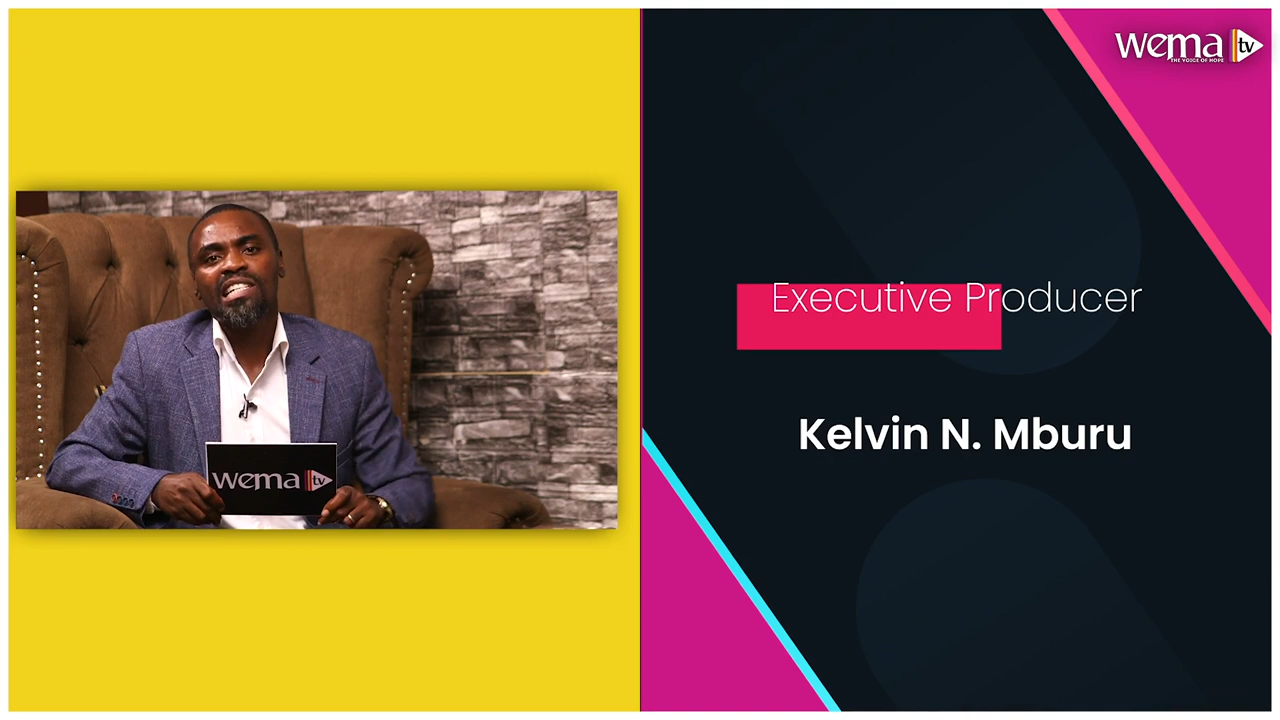 wema tv
THE VOICE OF HOPE
Executive Producer
Kelvin N. Mburu
wema tv